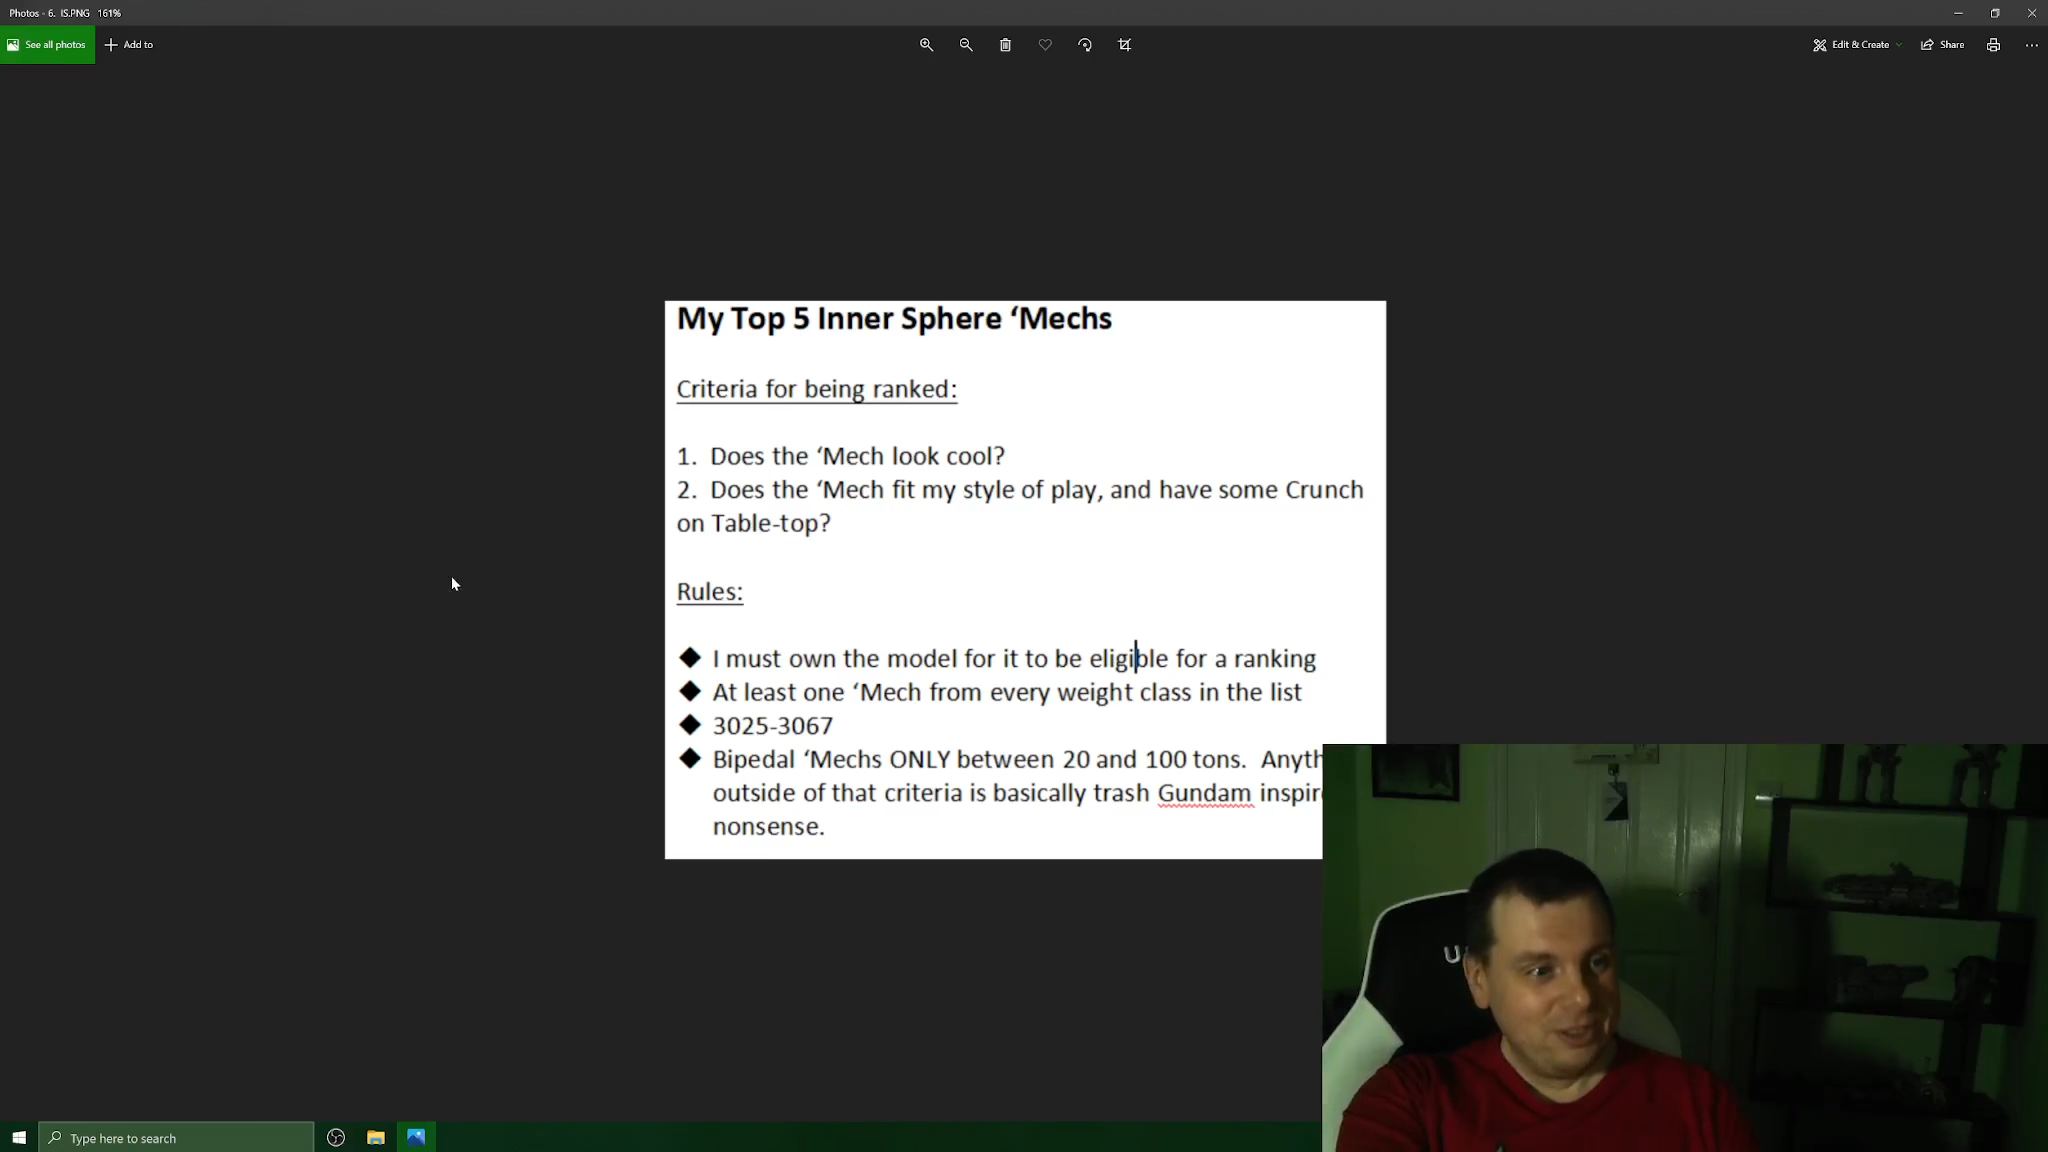 Photos - 6. IS.PNG 161%
See all photos
Add to
Edit & Create
Share
My Top 5 Inner Sphere ‘Mechs
Criteria for being ranked:
1. Does the ‘Mech look cool?
2. Does the ‘Mech fit my style of play, and have some Crunch
on Table-top?
Rules:
I must own the model for it to be eligible for a ranking
At least one ‘Mech from every weight class in the list
3025-3067
Bipedal ‘Mechs ONLY between 20 and 100 tons.
outside of that criteria is basically trash Gundam
nonsense.
Type here to search